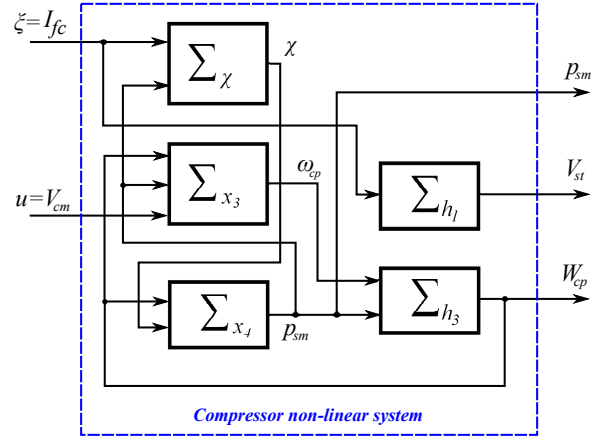 ξ=I_fc
Σ_χ
χ
p_sm
Σ_x₃
ω_cp
u=V_cm
Σ_h₁
V_st
Σ_x₄
p_sm
Σ_h₃
W_cp
Compressor non-linear system